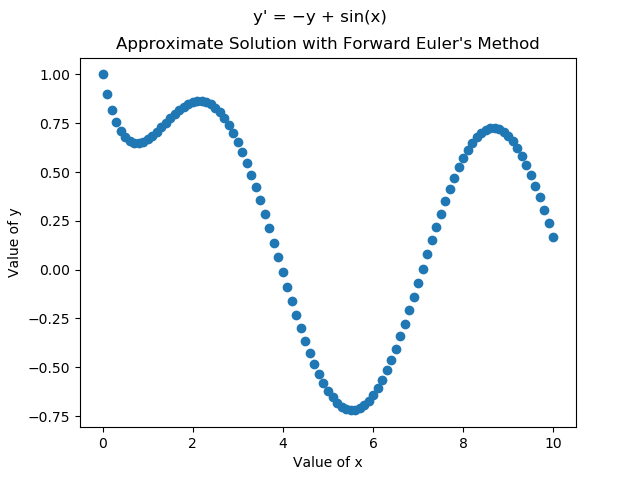 y' = −y + sin(x)
Approximate Solution with Forward Euler's Method
1.00
0.75
0.50
0.25
0.00
−0.25
−0.50
−0.75
Value of y
0 2 4 6 8 10
Value of x